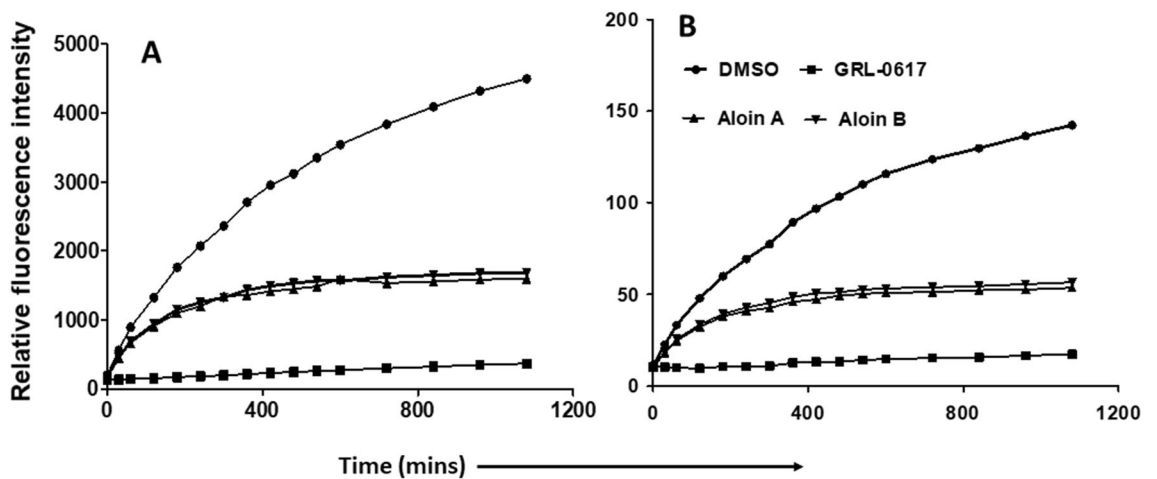 Relative fluorescence intensity
A
5000
4000
3000
2000
1000
0
0 400 800 1200
B
200
150
100
50
0
DMSO GRL-0617
Aloin A Aloin B
0 400 800 1200
Time (mins)